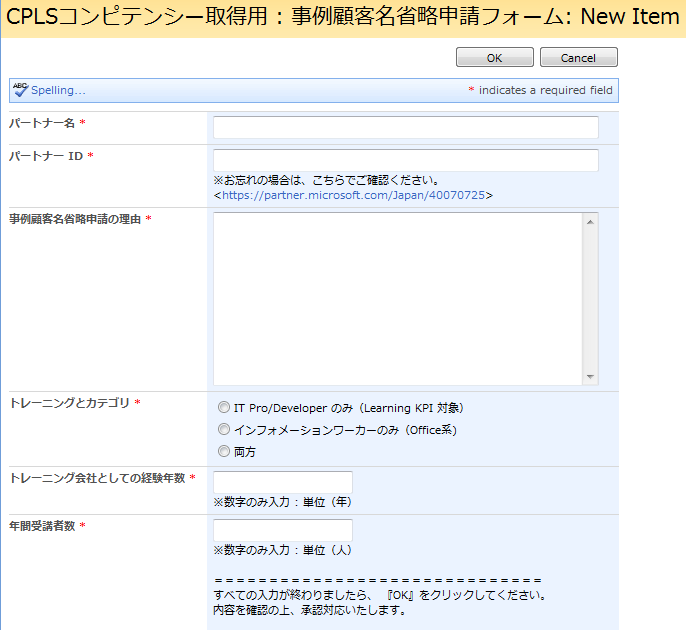 CPLSコンピテンシー取得用 : 事例顧客名省略申請フォーム: New Item
OK Cancel
ABC Spelling... * indicates a required field
パートナー名 *
パートナー ID *
※お忘れの場合は、こちらでご確認ください。
<https://partner.microsoft.com/Japan/40070725>
事例顧客名省略申請の理由 *
トレーニングとカテゴリ *
IT Pro/Developer のみ（Learning KPI 対象）
インフォメーションワーカーのみ（Office系）
両方
トレーニング会社としての経験年数 *
※数字のみ入力 : 単位（年）
年間受講者数 *
※数字のみ入力 : 単位（人）
＝＝＝＝＝＝＝＝＝＝＝＝＝＝＝＝＝＝＝＝＝＝＝＝＝＝＝＝＝＝
すべての入力が終わりましたら、 『OK』をクリックしてください。
内容を確認の上、承認対応いたします。